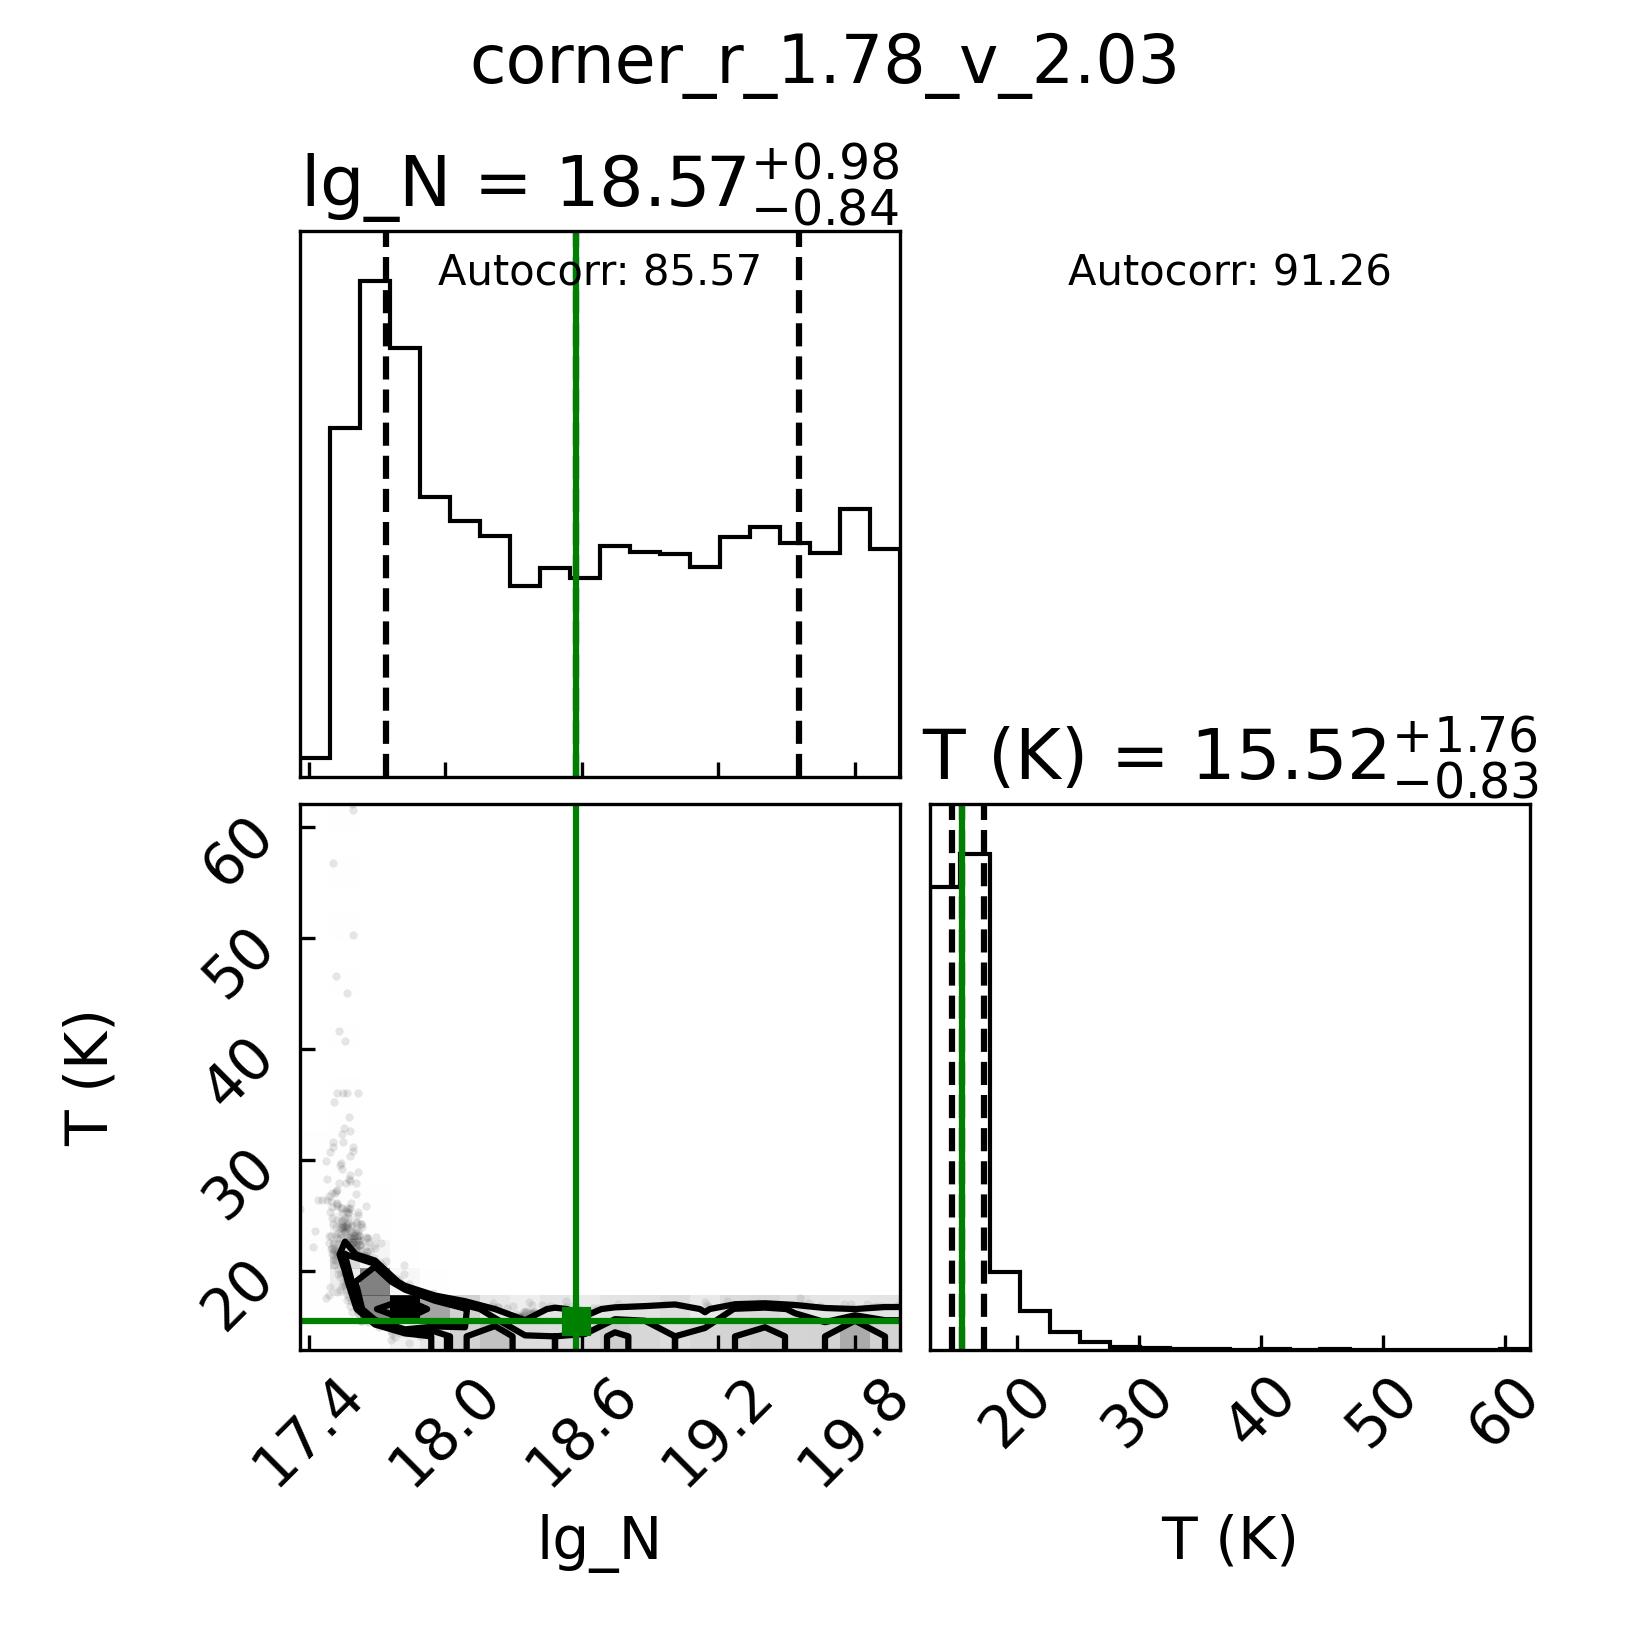 corner_r_1.78_v_2.03
lg_N = 18.57+0.98−0.84
Autocorr: 85.57
Autocorr: 91.26
T (K) = 15.52+1.76−0.83
60
50
40
30
20
T (K)
17.4 18.0 18.6 19.2 19.8
20 30 40 50 60
lg_N
T (K)